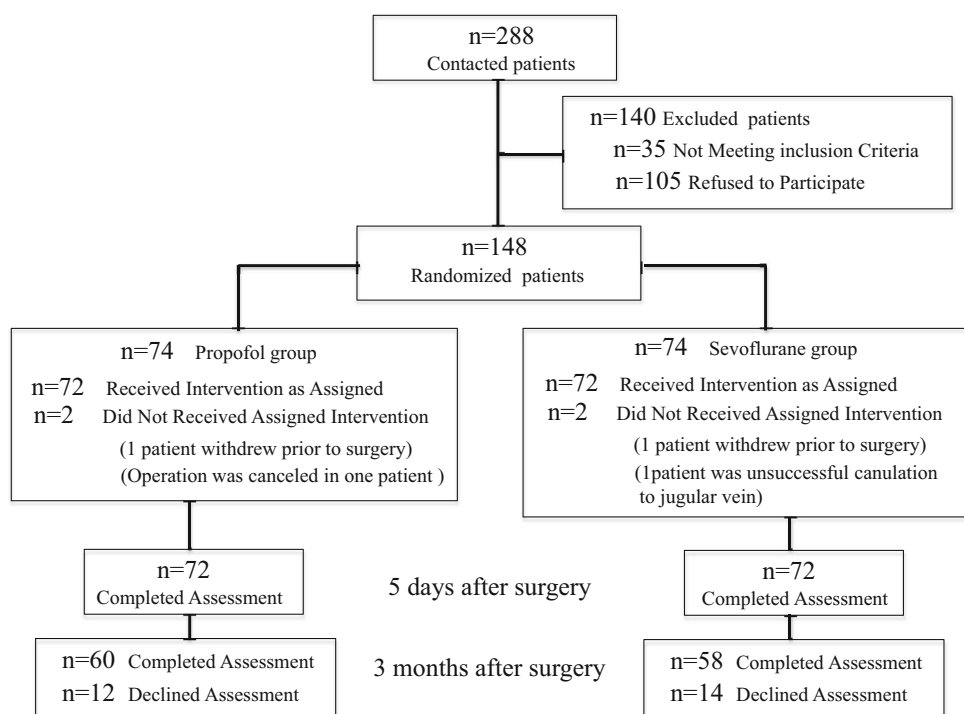 n=288
Contacted patients
n=140 Excluded patients
n=35 Not Meeting inclusion Criteria
n=105 Refused to Participate
n=148
Randomized patients
n=74 Propofol group
n=72 Received Intervention as Assigned
n=2 Did Not Received Assigned Intervention
(1 patient withdrew prior to surgery)
(Operation was canceled in one patient )
n=74 Sevoflurane group
n=72 Received Intervention as Assigned
n=2 Did Not Received Assigned Intervention
(1 patient withdrew prior to surgery)
(1patient was unsuccessful canulation
to jugular vein)
n=72
Completed Assessment
5 days after surgery
n=72
Completed Assessment
n=60 Completed Assessment
n=12 Declined Assessment
3 months after surgery
n=58 Completed Assessment
n=14 Declined Assessment